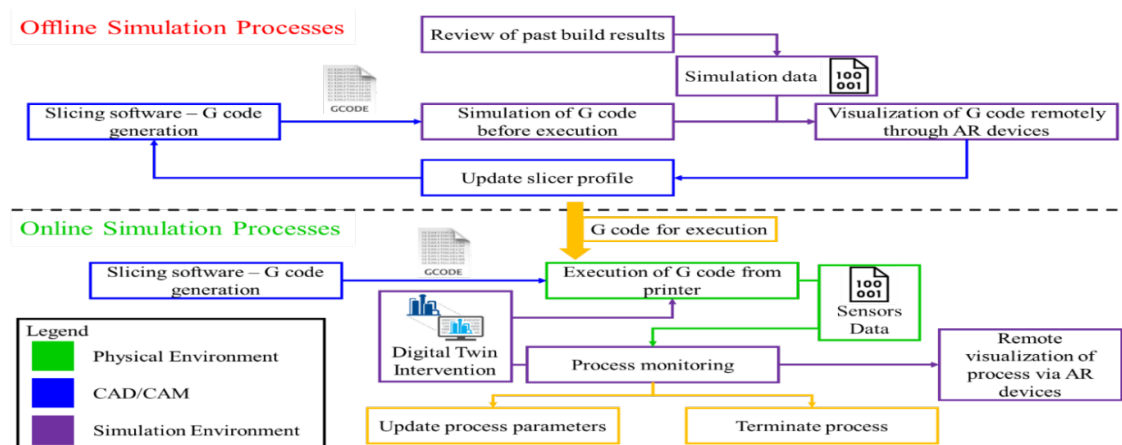 Offline Simulation Processes
Review of past build results
Simulation data
100
001
GCODE
Slicing software – G code
generation
Simulation of G code
before execution
Visualization of G code remotely
through AR devices
Update slicer profile
Online Simulation Processes
G code for execution
GCODE
Slicing software – G code
generation
Execution of G code from
printer
100
001
Sensors
Data
Legend
Physical Environment
CAD/CAM
Simulation Environment
Digital Twin
Intervention
Process monitoring
Remote
visualization of
process via AR
devices
Update process parameters
Terminate process